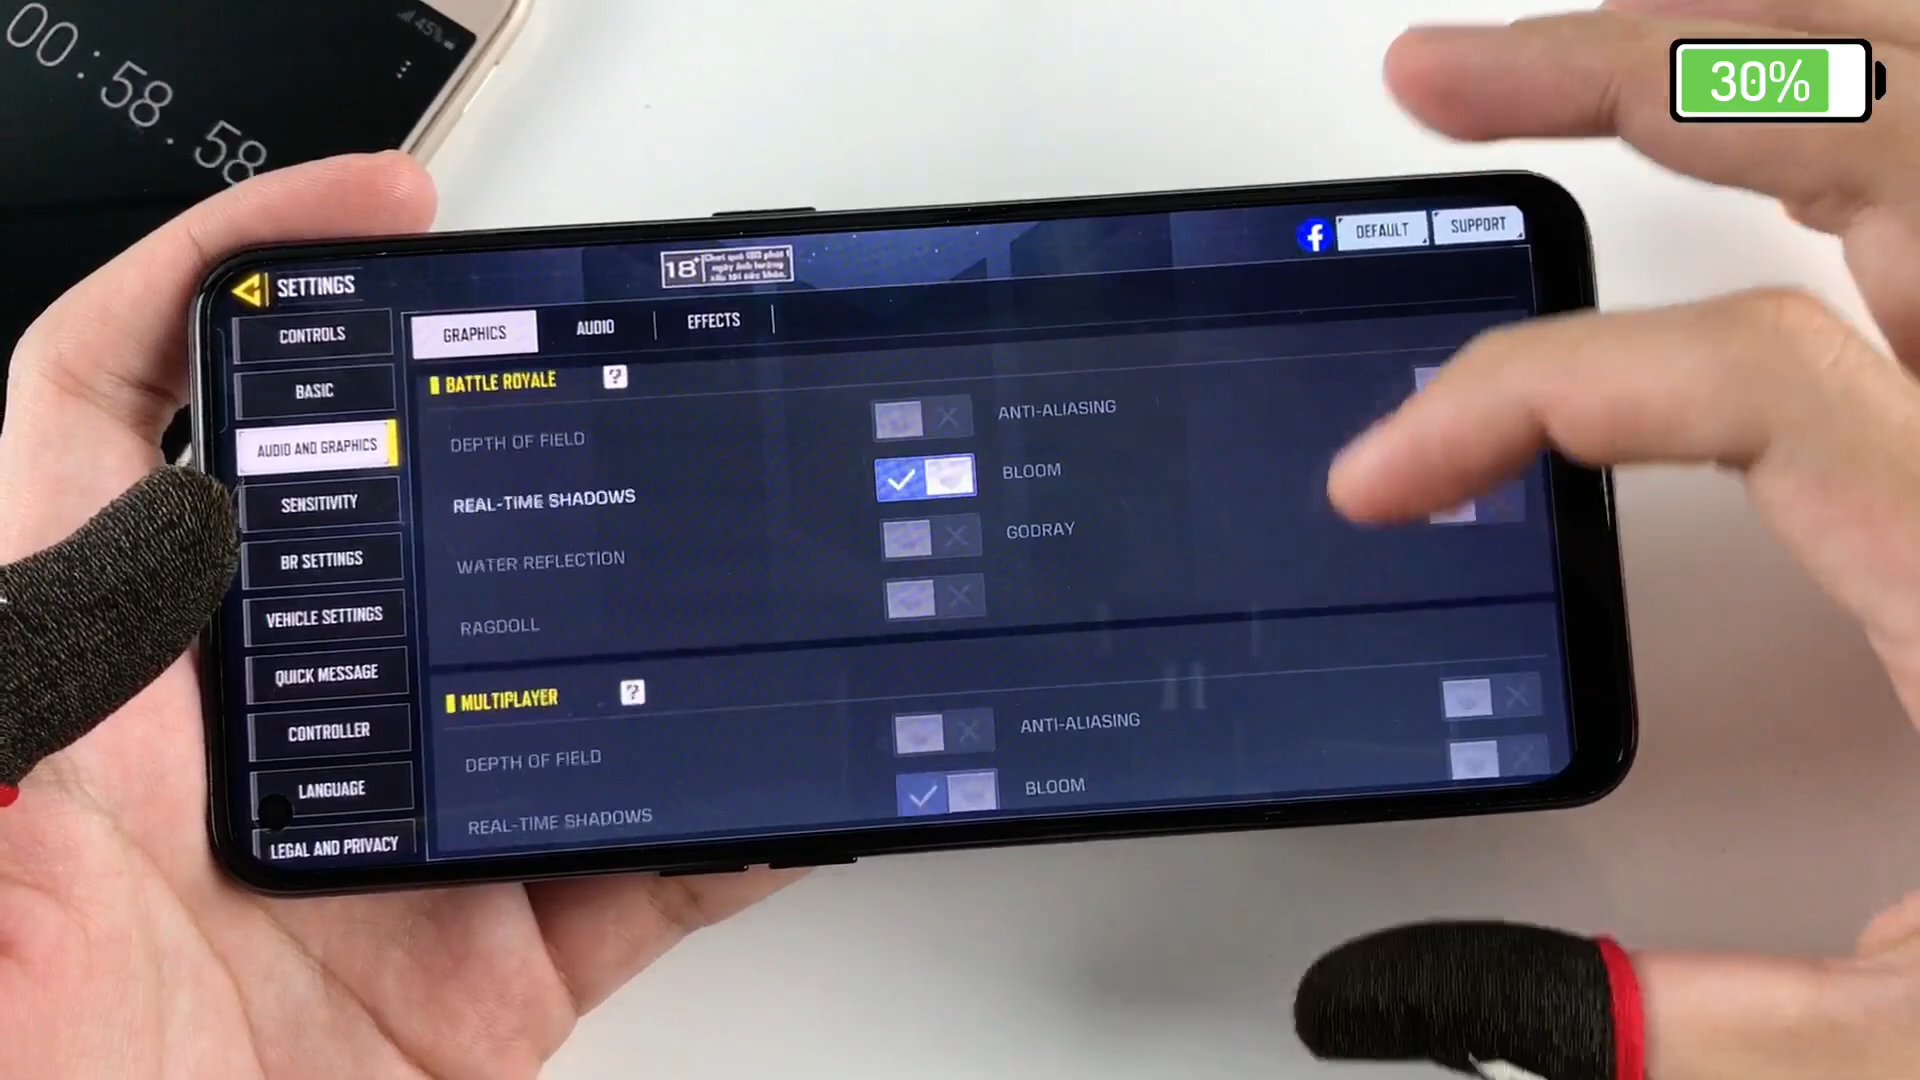 00:58.58
45%
30%
SETTINGS
18+
DEFAULT
SUPPORT
CONTROLS
BASIC
AUDIO AND GRAPHICS
SENSITIVITY
BR SETTINGS
VEHICLE SETTINGS
QUICK MESSAGE
CONTROLLER
LANGUAGE
LEGAL AND PRIVACY
GRAPHICS
AUDIO
EFFECTS
BATTLE ROYALE
?
DEPTH OF FIELD
ANTI-ALIASING
REAL-TIME SHADOWS
BLOOM
WATER REFLECTION
GODRAY
RAGDOLL
MULTIPLAYER
?
DEPTH OF FIELD
ANTI-ALIASING
REAL-TIME SHADOWS
BLOOM